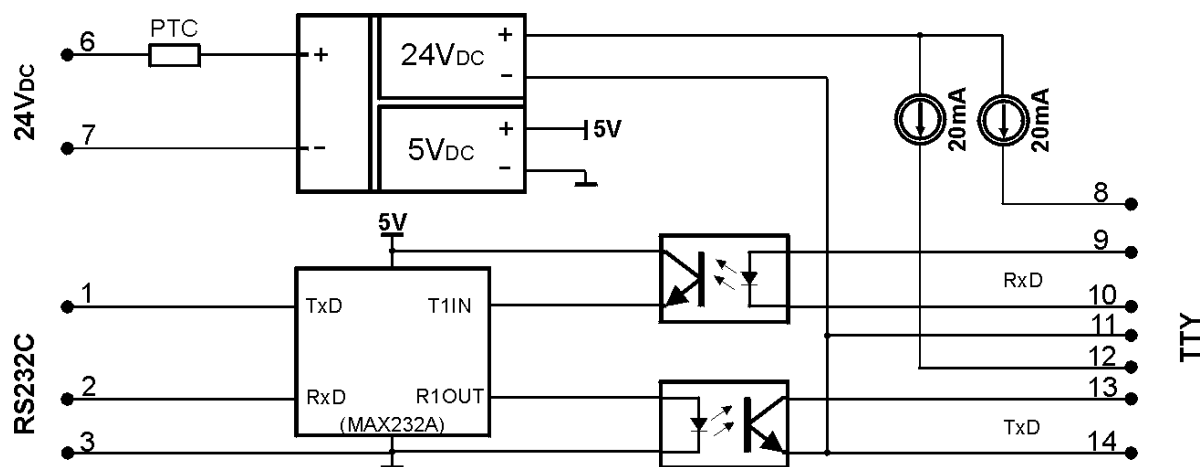 PTC
6
7
24VDC
+
-
24VDC
+
-
5VDC
+
-
5V
20mA
20mA
8
9
RxD
10
11
12
13
TxD
14
TTY
5V
1
TxD
T1IN
2
RxD
R1OUT
(MAX232A)
3
RS232C